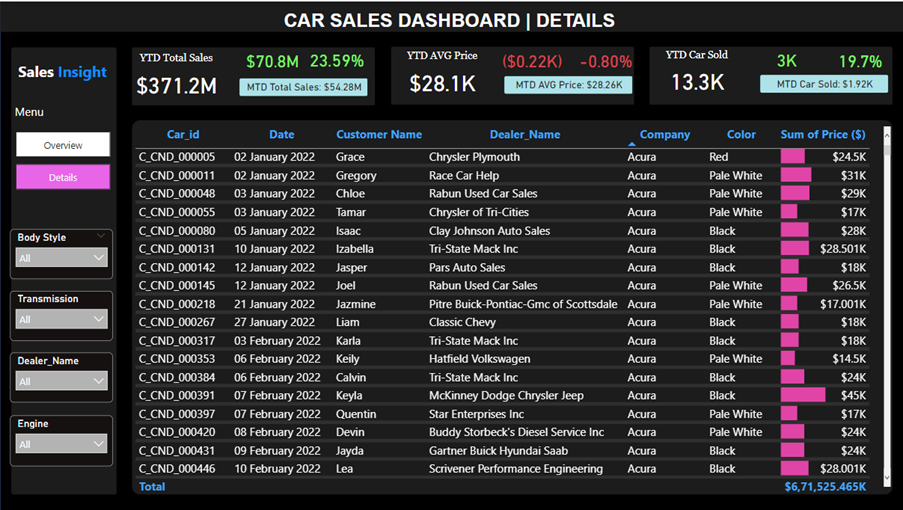 CAR SALES DASHBOARD | DETAILS
Sales Insight
Menu
Overview
Details
Body Style
All
Transmission
All
Dealer_Name
All
Engine
All
YTD Total Sales
$371.2M
$70.8M 23.59%
MTD Total Sales: $54.28M
YTD AVG Price
$28.1K
($0.22K) -0.80%
MTD AVG Price: $28.26K
YTD Car Sold
13.3K
3K 19.7%
MTD Car Sold: $1.92K
Car_id Date Customer Name Dealer_Name Company Color Sum of Price ($)
C_CND_000005 02 January 2022 Grace Chrysler Plymouth Acura Red $24.5K
C_CND_000011 02 January 2022 Gregory Race Car Help Acura Pale White $31K
C_CND_000048 03 January 2022 Chloe Rabun Used Car Sales Acura Pale White $29K
C_CND_000055 03 January 2022 Tamar Chrysler of Tri-Cities Acura Pale White $17K
C_CND_000080 05 January 2022 Isaac Clay Johnson Auto Sales Acura Black $28K
C_CND_000131 10 January 2022 Izabella Tri-State Mack Inc Acura Black $28.501K
C_CND_000142 12 January 2022 Jasper Pars Auto Sales Acura Black $18K
C_CND_000145 12 January 2022 Joel Rabun Used Car Sales Acura Pale White $26.5K
C_CND_000218 21 January 2022 Jazmine Pitre Buick-Pontiac-Gmc of Scottsdale Acura Pale White $17.001K
C_CND_000267 27 January 2022 Liam Classic Chevy Acura Black $18K
C_CND_000317 03 February 2022 Karla Tri-State Mack Inc Acura Black $18K
C_CND_000353 06 February 2022 Keily Hatfield Volkswagen Acura Pale White $14.5K
C_CND_000384 06 February 2022 Calvin Tri-State Mack Inc Acura Black $24K
C_CND_000391 07 February 2022 Keyla McKinney Dodge Chrysler Jeep Acura Black $45K
C_CND_000397 07 February 2022 Quentin Star Enterprises Inc Acura Pale White $17K
C_CND_000420 08 February 2022 Devin Buddy Storbeck's Diesel Service Inc Acura Pale White $24K
C_CND_000431 09 February 2022 Jayda Gartner Buick Hyundai Saab Acura Black $24K
C_CND_000446 10 February 2022 Lea Scrivener Performance Engineering Acura Black $28.001K
Total $6,71,525.465K